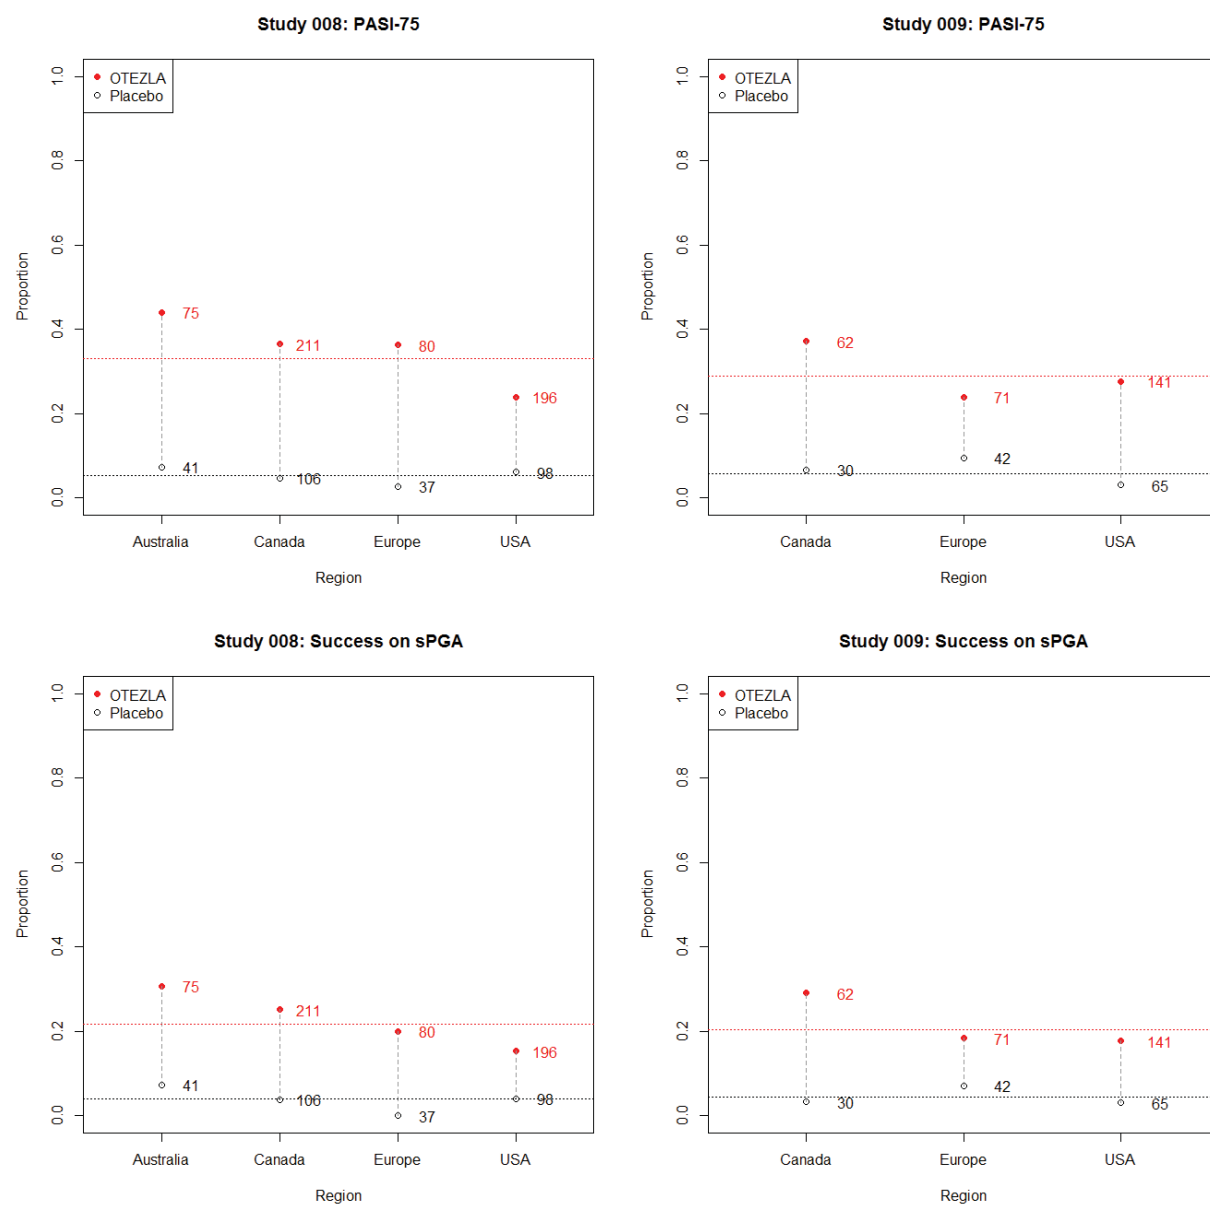 Study 008: PASI-75
OTEZLA
Placebo
1.0
0.8
0.6
0.4
0.2
0.0
Proportion
75
211
80
196
41
106
37
98
Australia Canada Europe USA
Region
Study 009: PASI-75
OTEZLA
Placebo
1.0
0.8
0.6
0.4
0.2
0.0
Proportion
62
71
141
30
42
65
Canada Europe USA
Region
Study 008: Success on sPGA
OTEZLA
Placebo
1.0
0.8
0.6
0.4
0.2
0.0
Proportion
75
211
80
196
41
106
37
98
Australia Canada Europe USA
Region
Study 009: Success on sPGA
OTEZLA
Placebo
1.0
0.8
0.6
0.4
0.2
0.0
Proportion
62
71
141
30
42
65
Canada Europe USA
Region